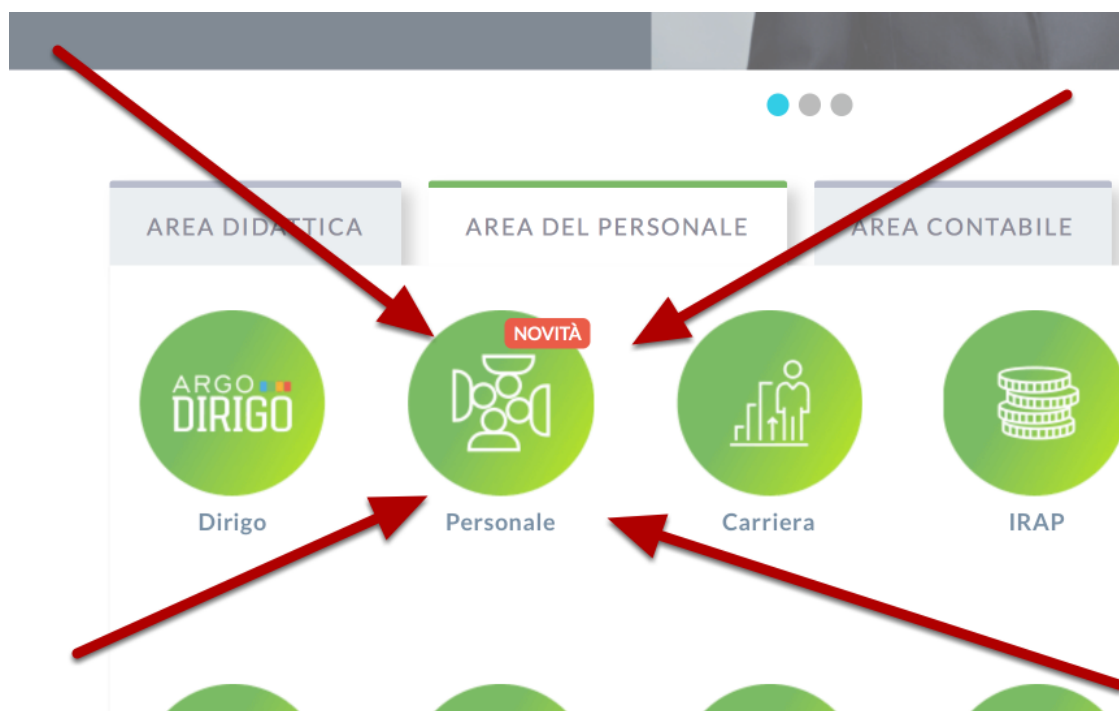 AREA DIDATTICA
AREA DEL PERSONALE
AREA CONTABILE
ARGO
DIRIGO
NOVITÀ
Dirigo
Personale
Carriera
IRAP